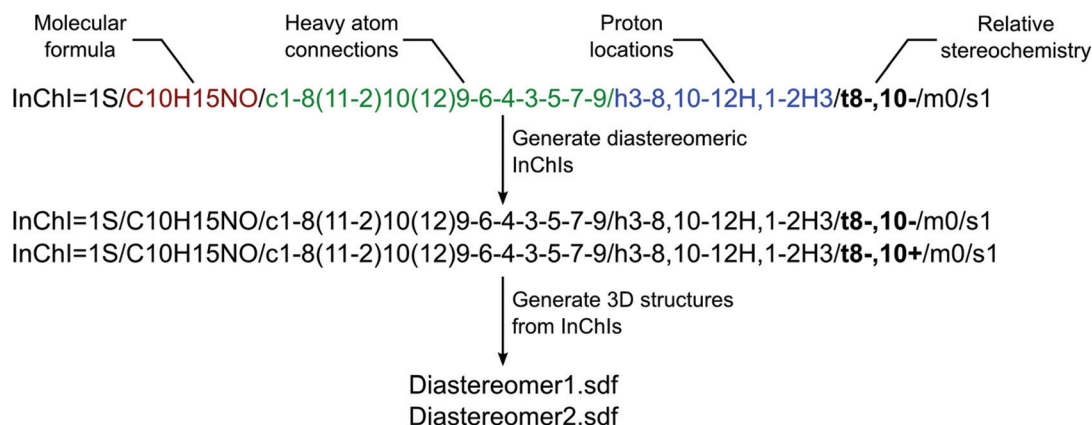 Molecular
formula
Heavy atom
connections
Proton
locations
Relative
stereochemistry
InChI=1S/C10H15NO/c1-8(11-2)10(12)9-6-4-3-5-7-9/h3-8,10-12H,1-2H3/t8-,10-/m0/s1
Generate diastereomeric
InChIs
InChI=1S/C10H15NO/c1-8(11-2)10(12)9-6-4-3-5-7-9/h3-8,10-12H,1-2H3/t8-,10-/m0/s1
InChI=1S/C10H15NO/c1-8(11-2)10(12)9-6-4-3-5-7-9/h3-8,10-12H,1-2H3/t8-,10+/m0/s1
Generate 3D structures
from InChIs
Diastereomer1.sdf
Diastereomer2.sdf